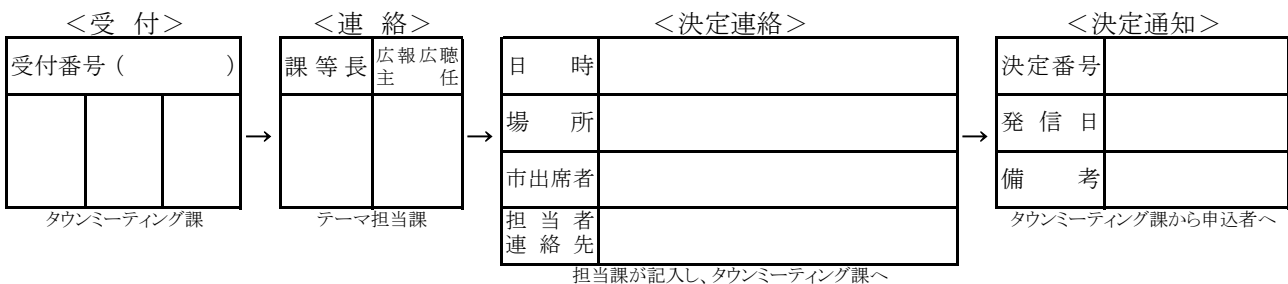 <受　付>
受付番号（　　　　）
タウンミーティング課
→
<連　絡>
課等長
広報広聴
主　　任
テーマ担当課
→
<決定連絡>
日　　時
場　　所
市出席者
担　当　者
連　絡　先
担当課が記入し、タウンミーティング課へ
→
<決定通知>
決定番号
発　信　日
備　　考
タウンミーティング課から申込者へ